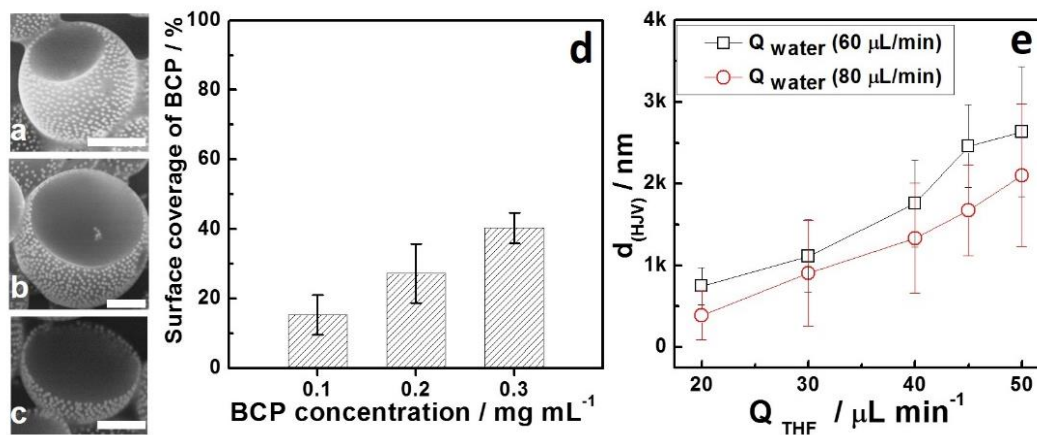 a
b
c
d
Surface coverage of BCP / %
100
80
60
40
20
0
0.1 0.2 0.3
BCP concentration / mg mL⁻¹
e
Q water (60 μL/min)
Q water (80 μL/min)
d(HJV) / nm
3k
2k
1k
0
20 30 40 50
Q THF / μL min⁻¹